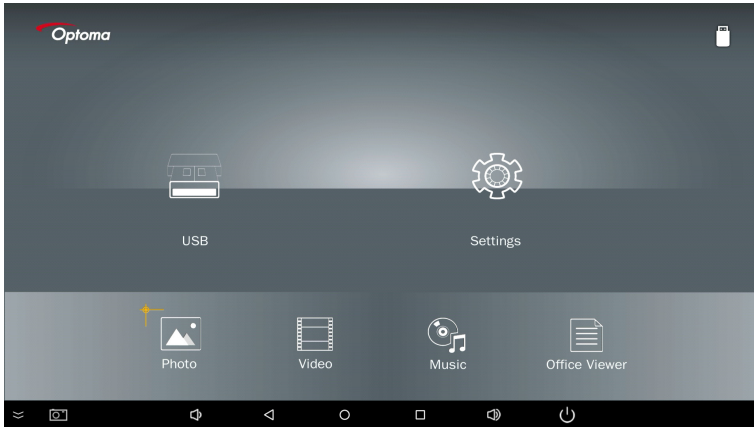 Optoma
USB
Settings
Photo
Video
Music
Office Viewer